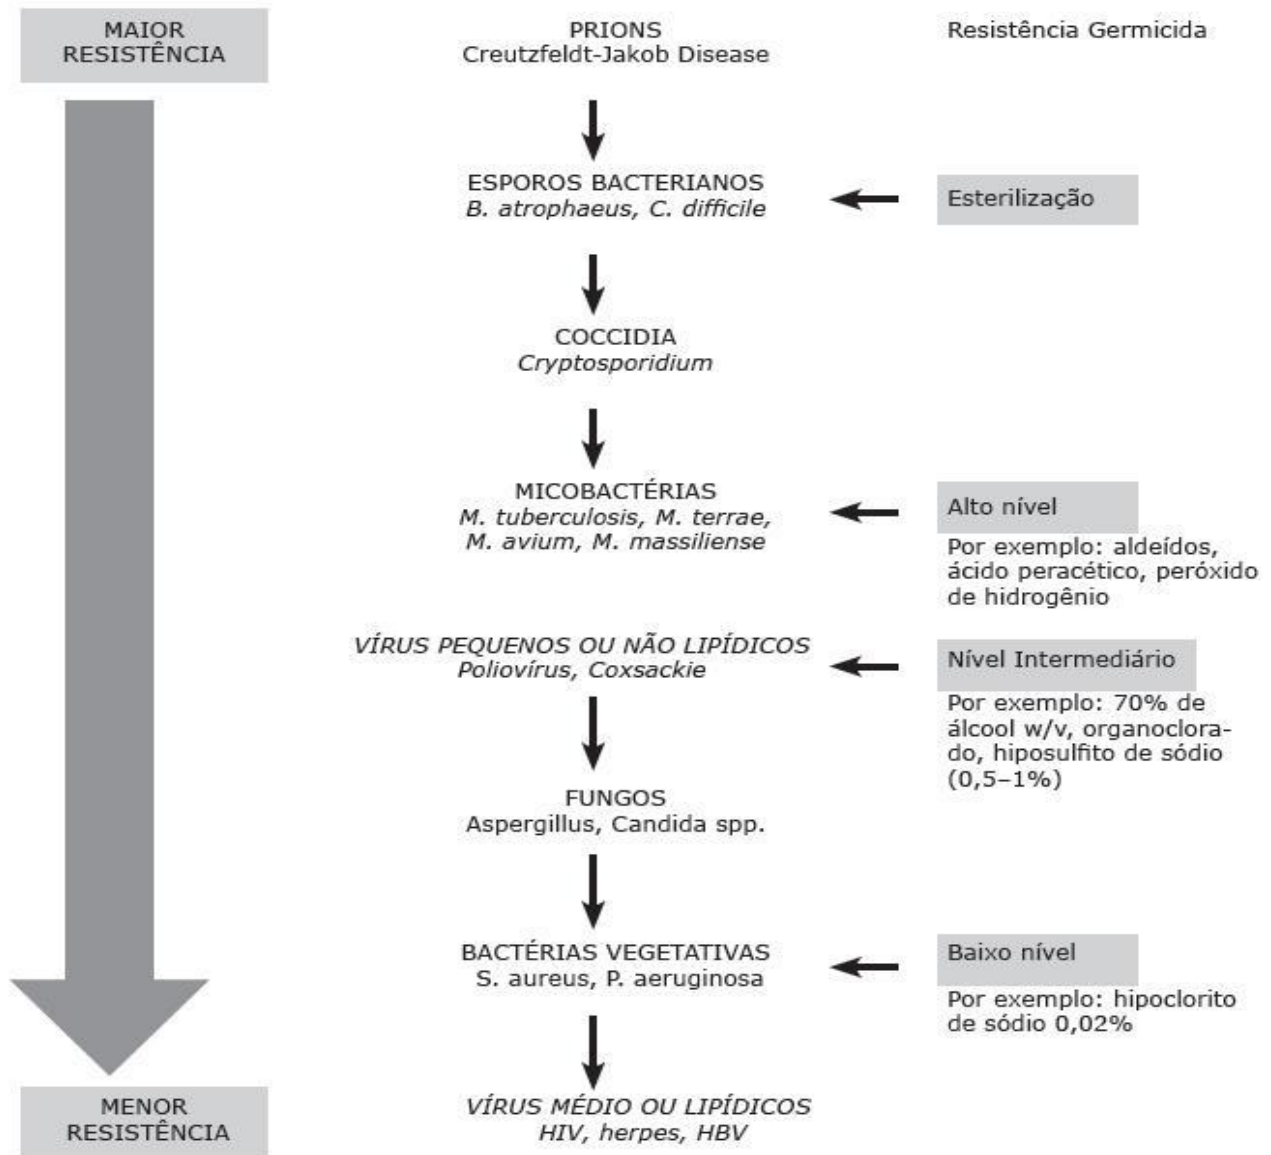 MAIOR
RESISTÊNCIA
PRIONS
Creutzfeldt-Jakob Disease
Resistência Germicida
ESPOROS BACTERIANOS
B. atrophaeus, C. difficile
Esterilização
COCCIDIA
Cryptosporidium
MICOBACTÉRIAS
M. tuberculosis, M. terrae,
M. avium, M. massiliense
Alto nível
Por exemplo: aldeídos,
ácido peracético, peróxido
de hidrogênio
VÍRUS PEQUENOS OU NÃO LIPÍDICOS
Poliovírus, Coxsackie
Nível Intermediário
Por exemplo: 70% de
álcool w/v, organoclora-
do, hiposulfito de sódio
(0,5–1%)
FUNGOS
Aspergillus, Candida spp.
BACTÉRIAS VEGETATIVAS
S. aureus, P. aeruginosa
Baixo nível
Por exemplo: hipoclorito
de sódio 0,02%
MENOR
RESISTÊNCIA
VÍRUS MÉDIO OU LIPÍDICOS
HIV, herpes, HBV